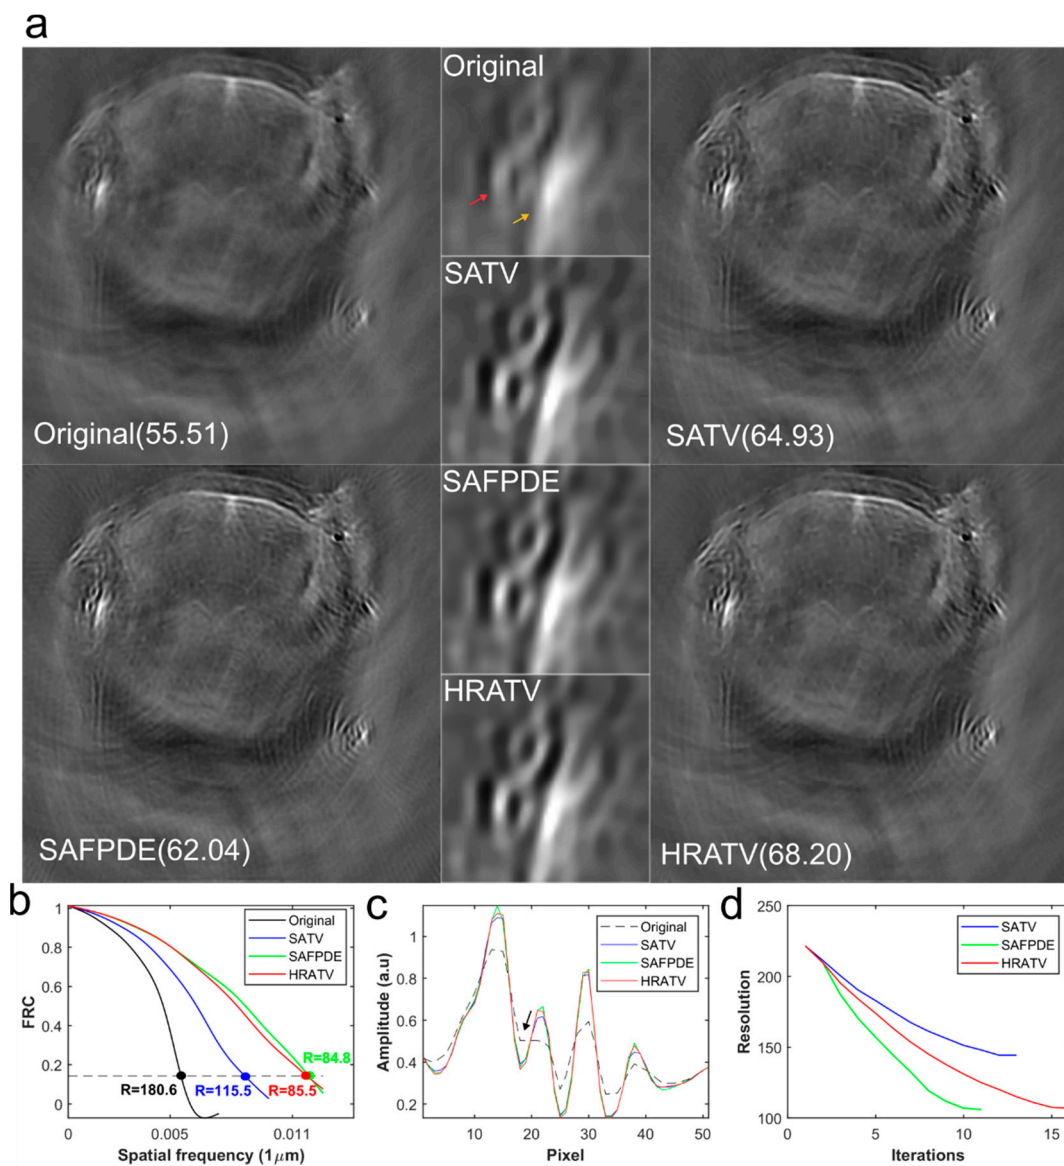 a
Original
Original(55.51)
SATV
SATV(64.93)
SAFPDE
SAFPDE(62.04)
HRATV
HRATV(68.20)
b
1
0.8
0.6
0.4
0.2
0
FRC
Original
SATV
SAFPDE
HRATV
R=84.8
R=180.6
R=115.5
R=85.5
0
0.005
0.011
Spatial frequency (1μm)
c
1
0.8
0.6
0.4
0.2
Amplitude (a.u)
Original
SATV
SAFPDE
HRATV
10
20
30
40
50
Pixel
d
250
200
150
100
Resolution
SATV
SAFPDE
HRATV
0
5
10
15
Iterations